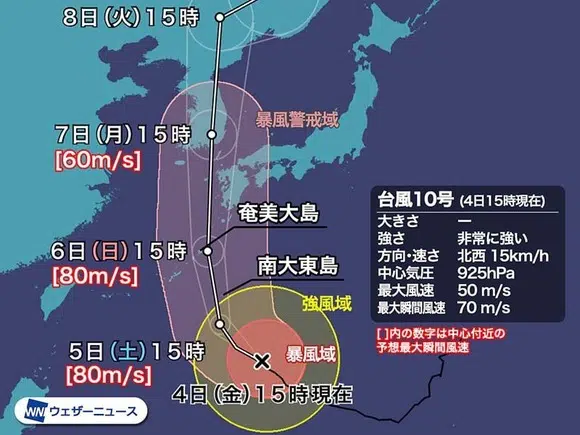 8日(火)15時
暴風警戒域
7日(月)15時
[60m/s]
奄美大島
台風10号 (4日15時現在)
大きさ ー
強さ 非常に強い
方向・速さ 北西 15km/h
中心気圧 925hPa
最大風速 50 m/s
最大瞬間風速 70 m/s
6日(日)15時
[80m/s]
南大東島
強風域
[ ]内の数字は中心付近の
予想最大瞬間風速
5日(土)15時
[80m/s]
暴風域
4日(金)15時現在
WNI ウェザーニュース